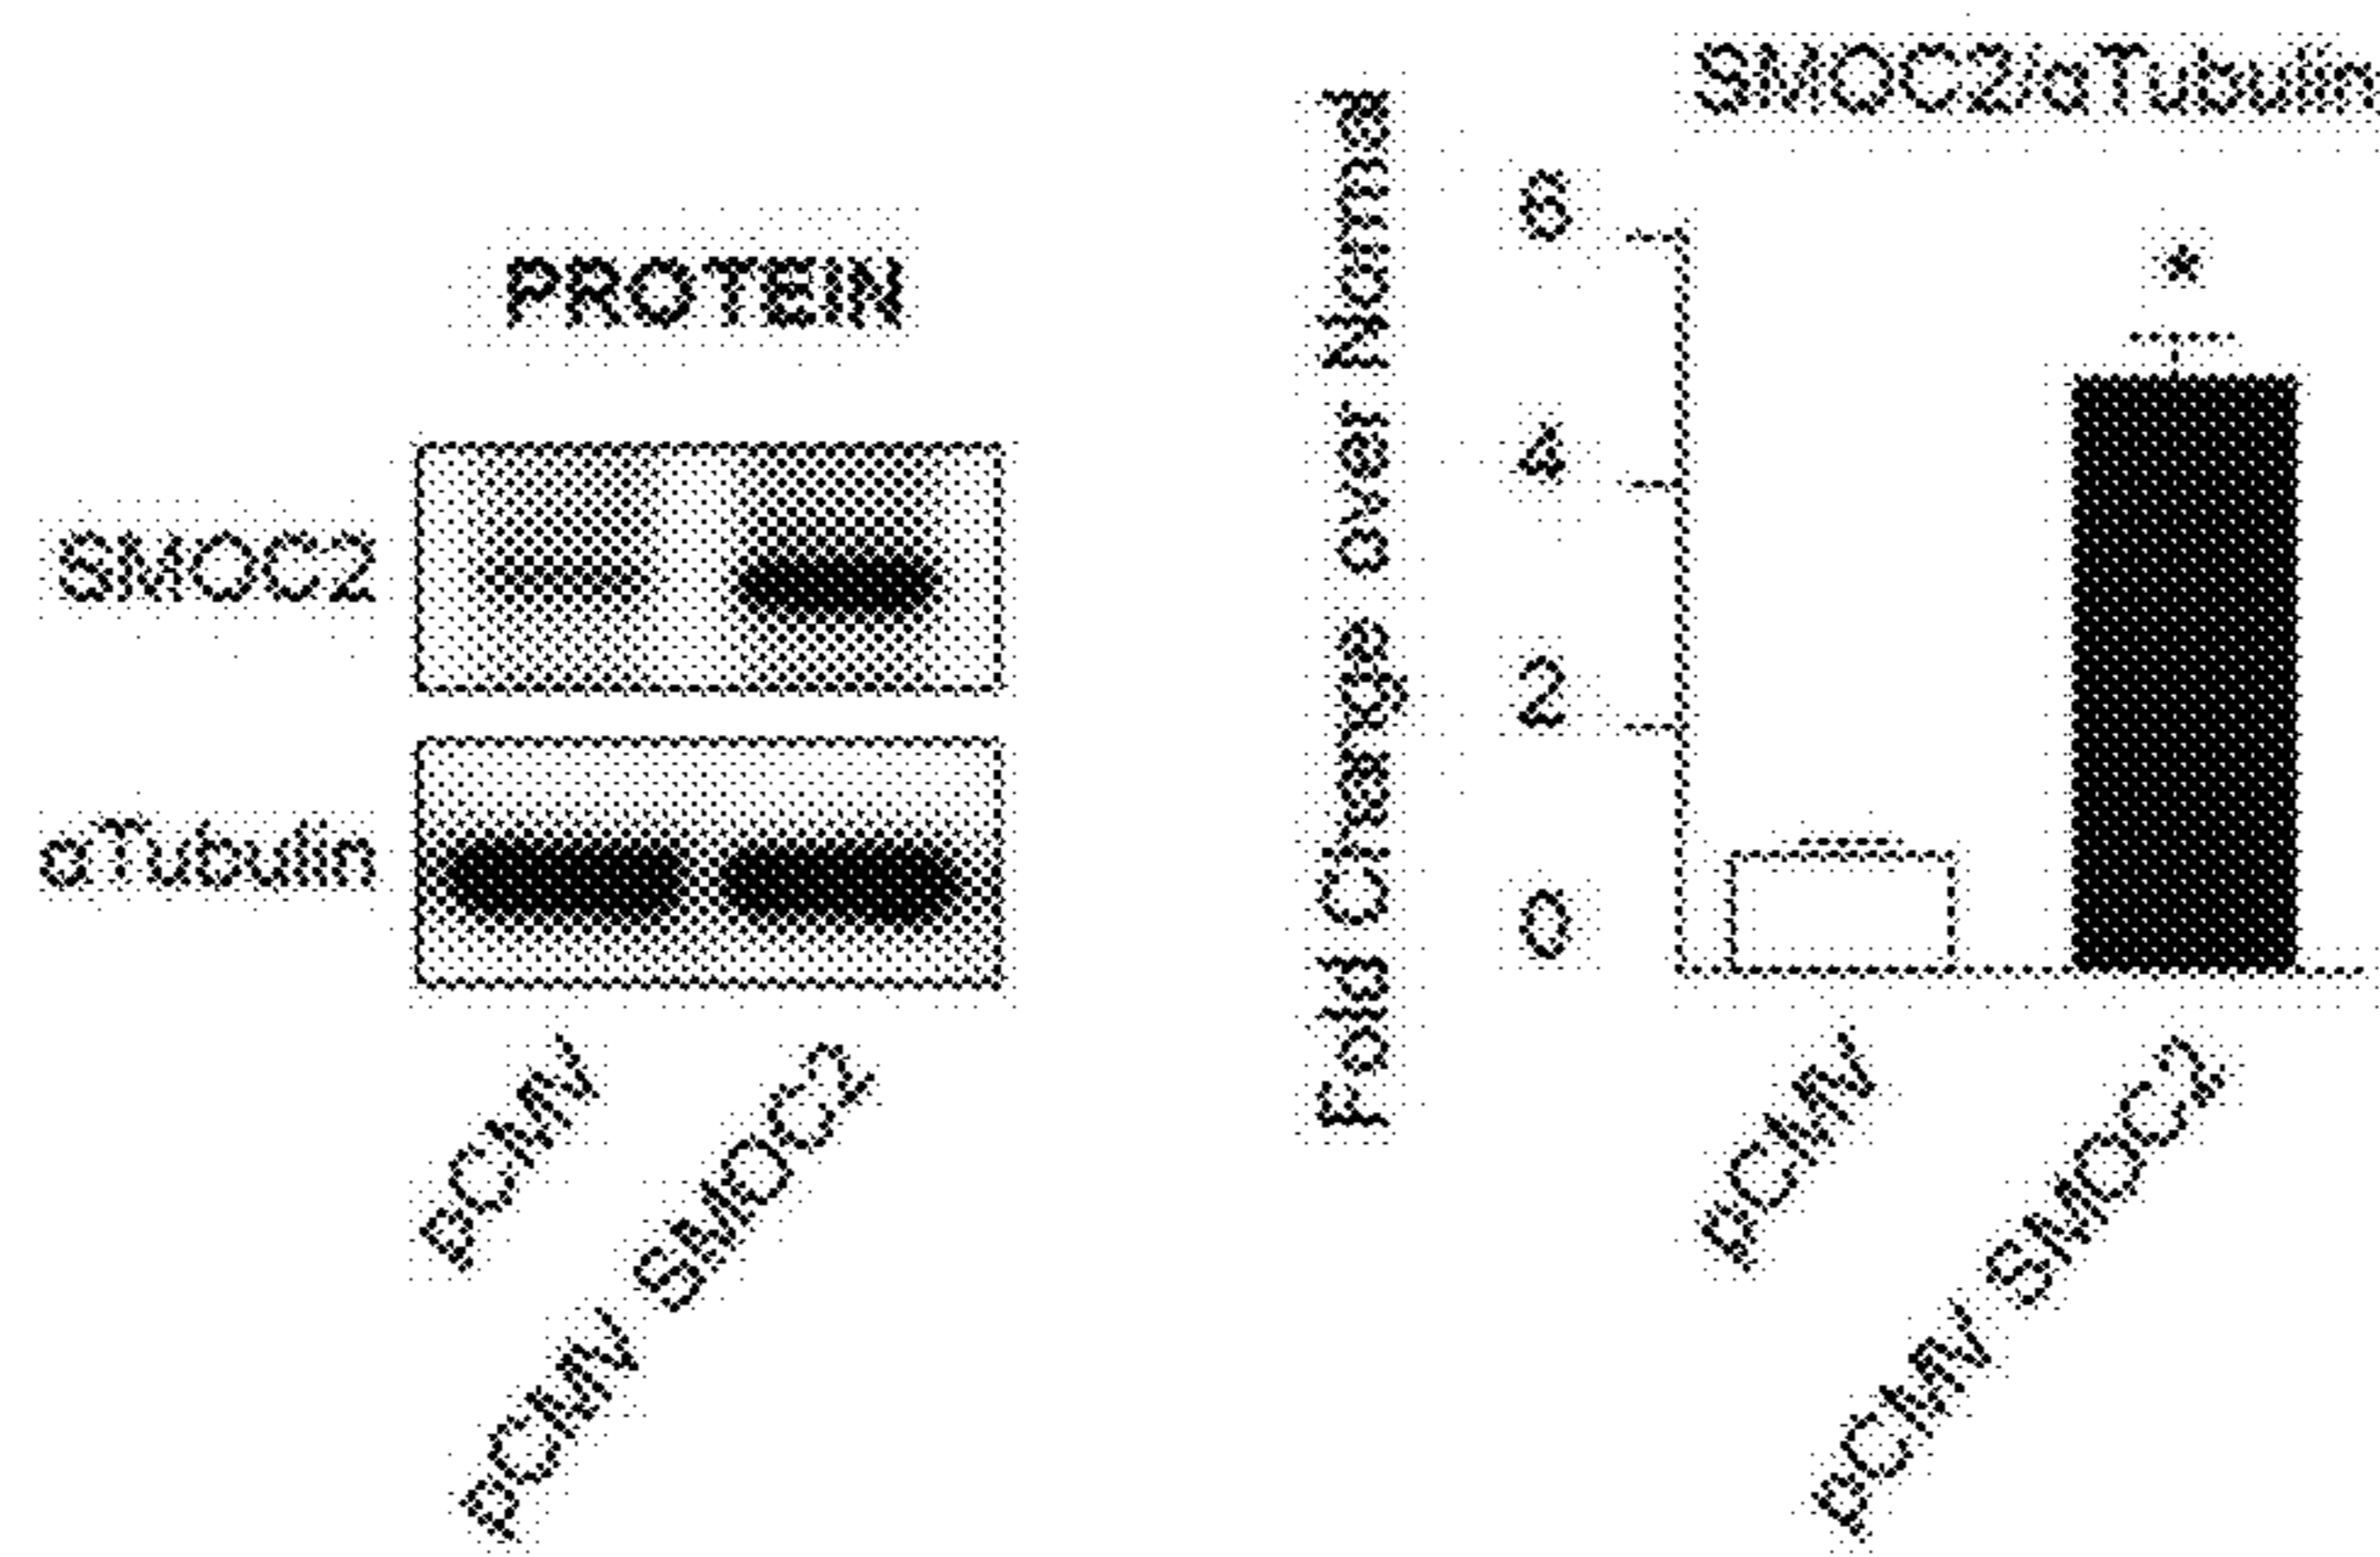 PROTEIN
SMOC2
αTubulin
pCMV
pCMV SMOC2
SMOC2/αTubulin
Fold Change over Normal
6
4
2
0
*
pCMV
pCMV SMOC2